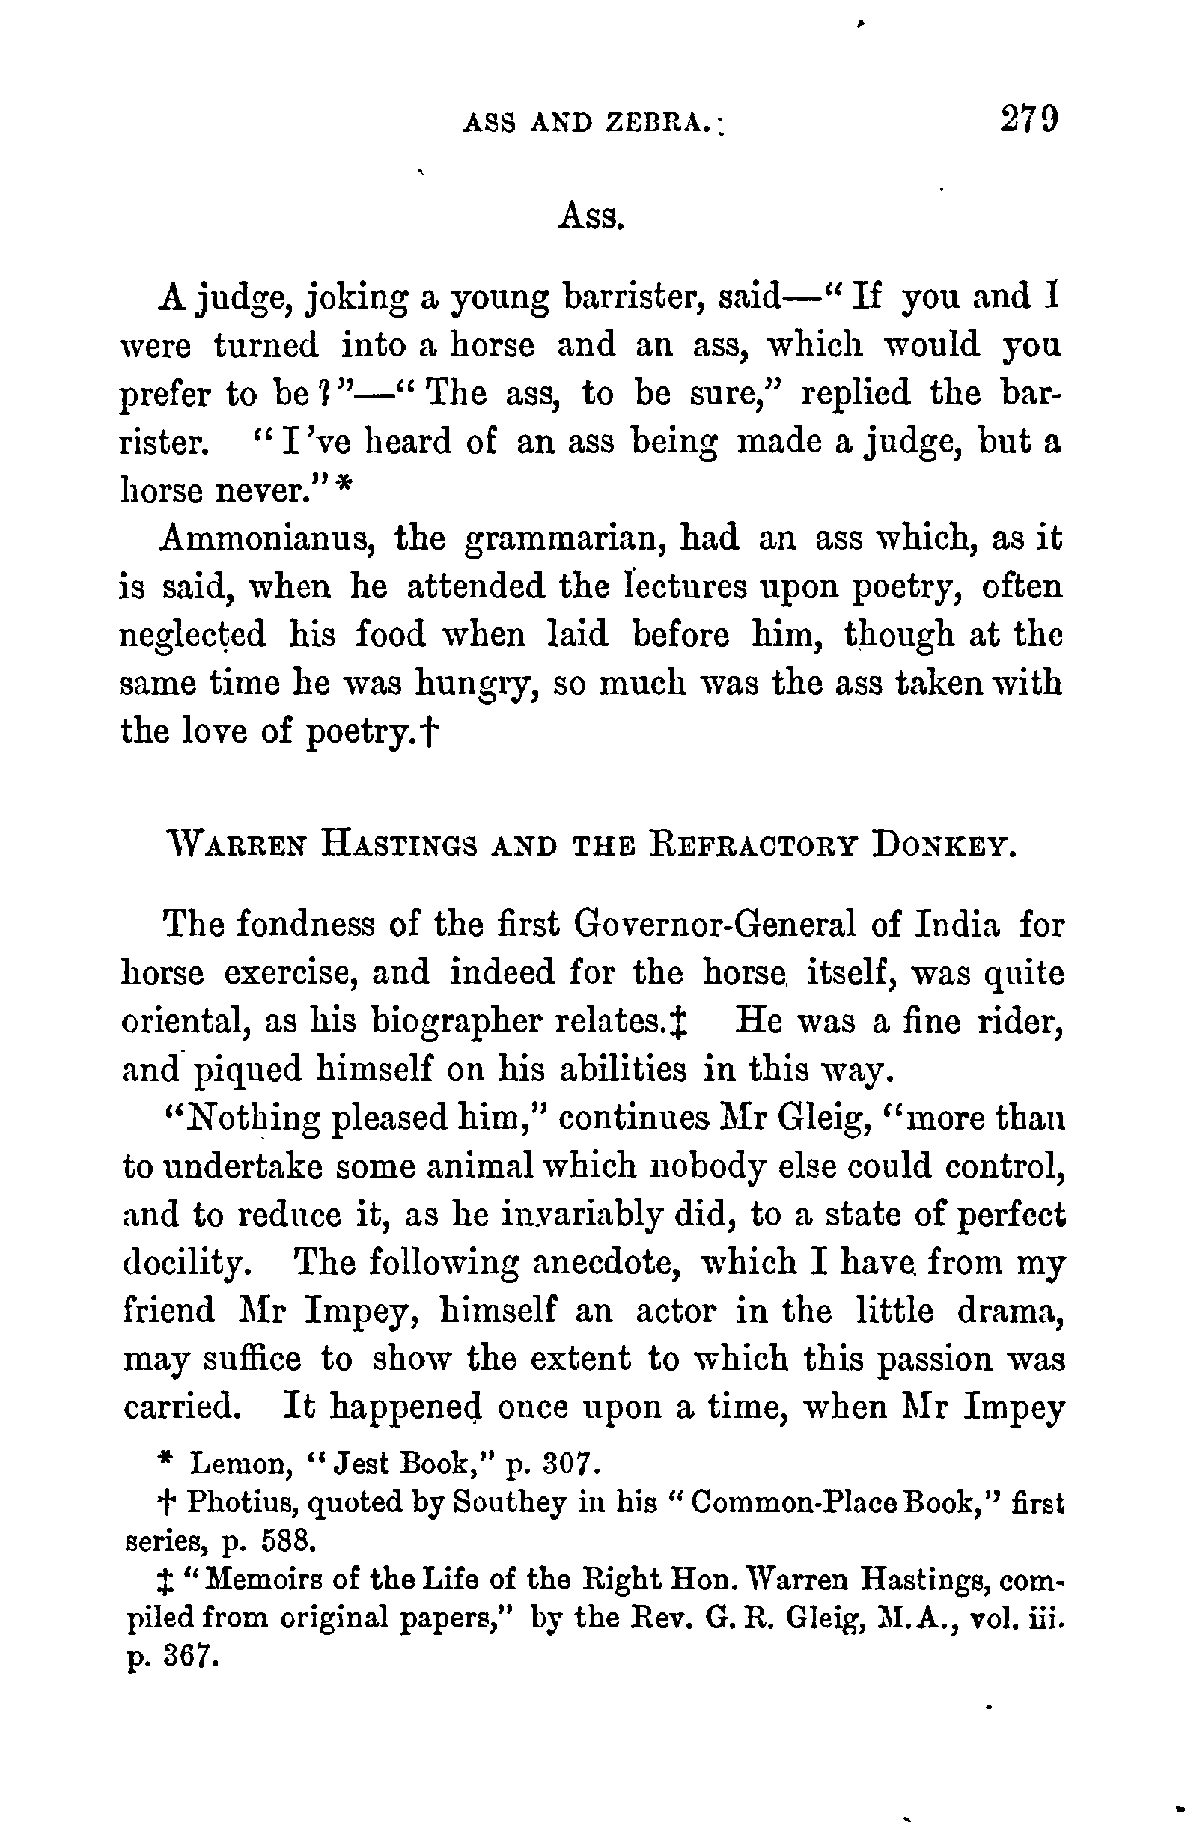 ASS AND ZEBRA. 279
Ass.
A judge, joking a young barrister, said—"If you and I
were turned into a horse and an ass, which would you
prefer to be?"—"The ass, to be sure," replied the bar-
rister. "I've heard of an ass being made a judge, but a
horse never."*
Ammonianus, the grammarian, had an ass which, as it
is said, when he attended the lectures upon poetry, often
neglected his food when laid before him, though at the
same time he was hungry, so much was the ass taken with
the love of poetry.†
WARREN HASTINGS AND THE REFRACTORY DONKEY.
The fondness of the first Governor-General of India for
horse exercise, and indeed for the horse itself, was quite
oriental, as his biographer relates.‡ He was a fine rider,
and piqued himself on his abilities in this way.
"Nothing pleased him," continues Mr Gleig, "more than
to undertake some animal which nobody else could control,
and to reduce it, as he invariably did, to a state of perfect
docility. The following anecdote, which I have from my
friend Mr Impey, himself an actor in the little drama,
may suffice to show the extent to which this passion was
carried. It happened once upon a time, when Mr Impey
* Lemon, "Jest Book," p. 307.
† Photius, quoted by Southey in his "Common-Place Book," first
series, p. 588.
‡ "Memoirs of the Life of the Right Hon. Warren Hastings, com-
piled from original papers," by the Rev. G. R. Gleig, M.A., vol. iii.
p. 367.